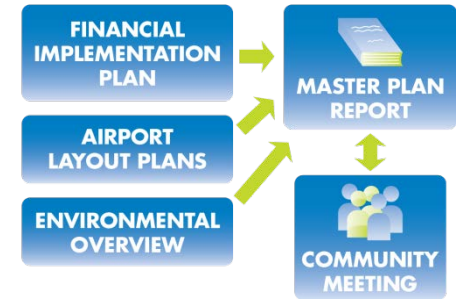 FINANCIAL
IMPLEMENTATION
PLAN
MASTER PLAN
REPORT
AIRPORT
LAYOUT PLANS
ENVIRONMENTAL
OVERVIEW
COMMUNITY
MEETING